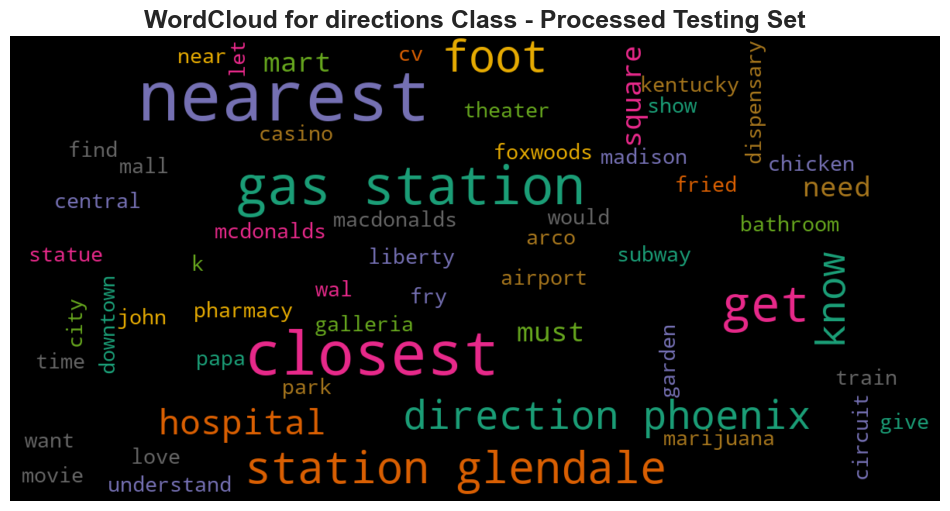 WordCloud for directions Class - Processed Testing Set
near
let
mart
cv
foot
square
kentucky
dispensary
nearest
theater
show
casino
find
mall
foxwoods
madison
chicken
central
gas station
fried
need
mcdonalds
macdonalds
would
arco
bathroom
statue
k
liberty
subway
know
airport
wal
fry
get
city
downtown
john
pharmacy
galleria
must
time
papa
closest
garden
park
train
hospital
direction phoenix
circuit
give
want
love
marijuana
movie
understand
station glendale